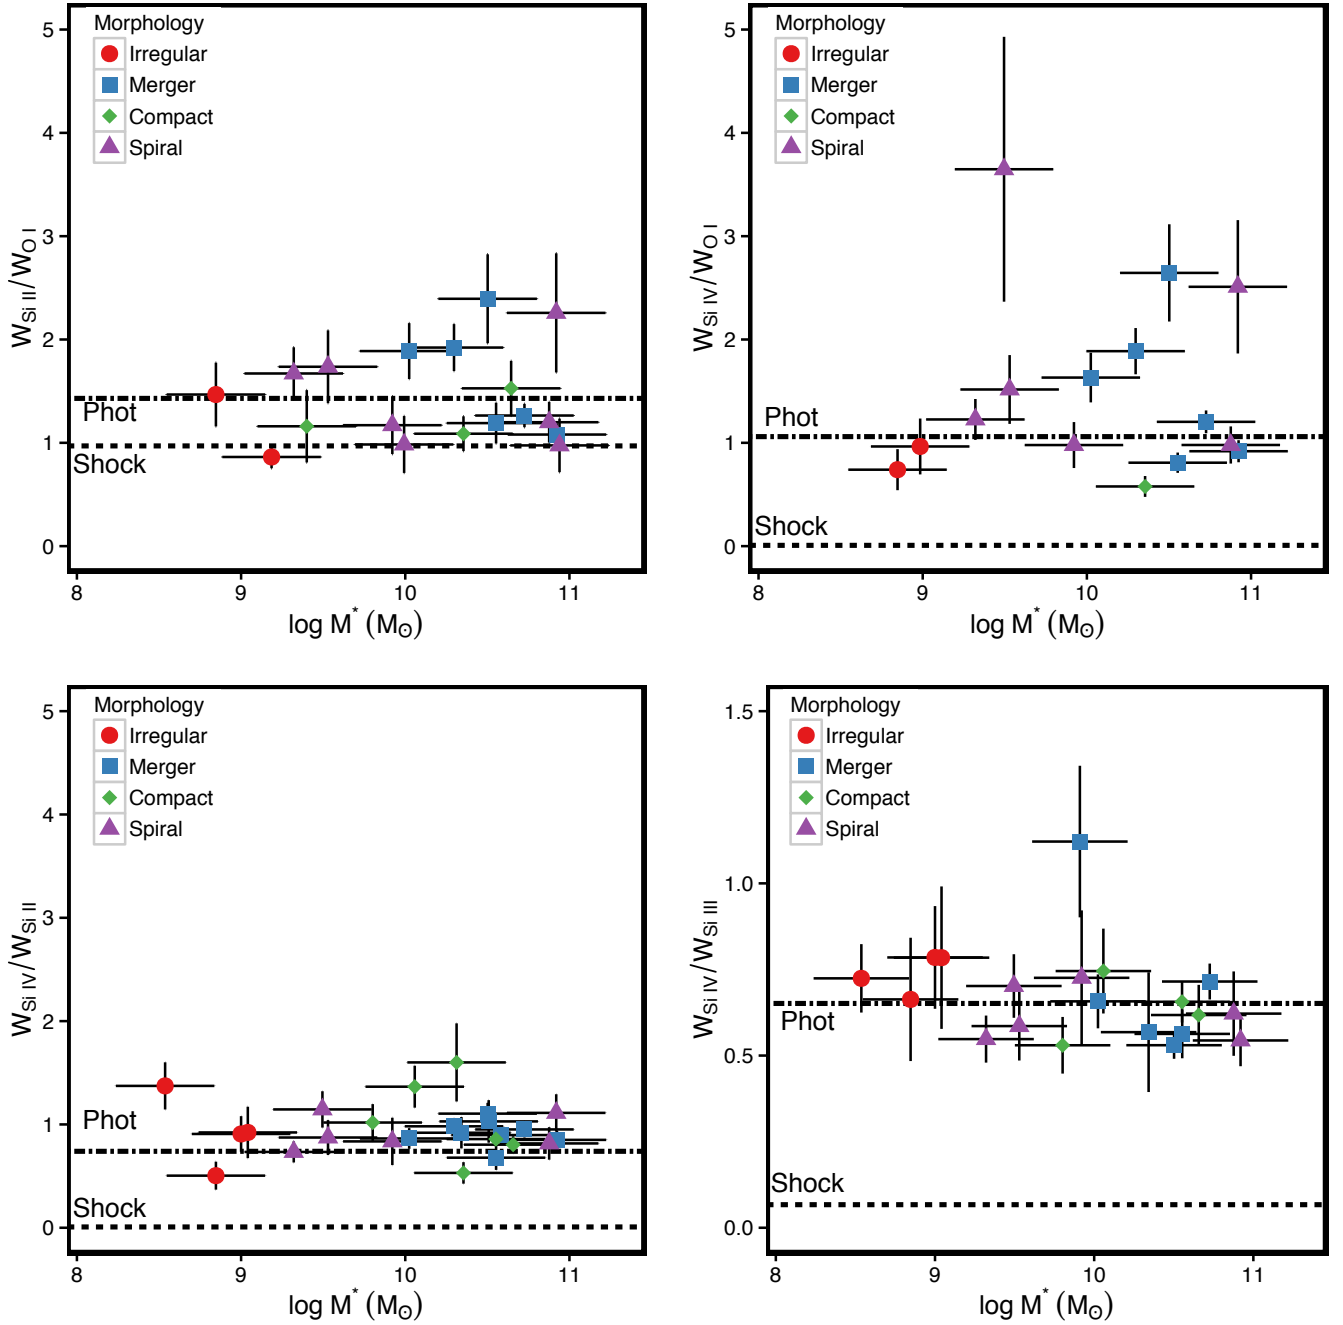 Morphology
Irregular
Merger
Compact
Spiral
5
4
3
2
1
0
W_Si II/W_O I
Phot
Shock
8 9 10 11
log M* (M⊙)
Morphology
Irregular
Merger
Compact
Spiral
5
4
3
2
1
0
W_Si IV/W_O I
Phot
Shock
8 9 10 11
log M* (M⊙)
Morphology
Irregular
Merger
Compact
Spiral
5
4
3
2
1
0
W_Si IV/W_Si II
Phot
Shock
8 9 10 11
log M* (M⊙)
Morphology
Irregular
Merger
Compact
Spiral
1.5
1.0
0.5
0.0
W_Si IV/W_Si III
Phot
Shock
8 9 10 11
log M* (M⊙)